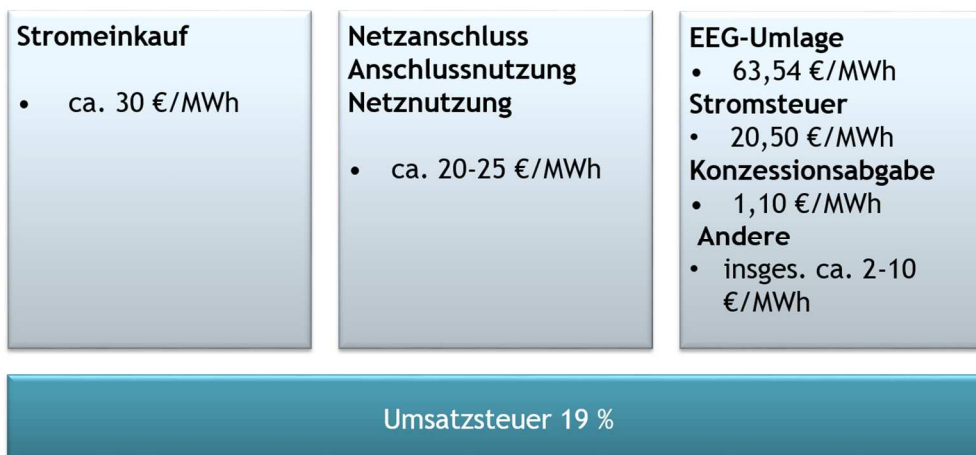 Stromeinkauf
• ca. 30 €/MWh
Netzanschluss
Anschlussnutzung
Netznutzung
• ca. 20-25 €/MWh
EEG-Umlage
• 63,54 €/MWh
Stromsteuer
• 20,50 €/MWh
Konzessionsabgabe
• 1,10 €/MWh
Andere
• insges. ca. 2-10
€/MWh
Umsatzsteuer 19 %